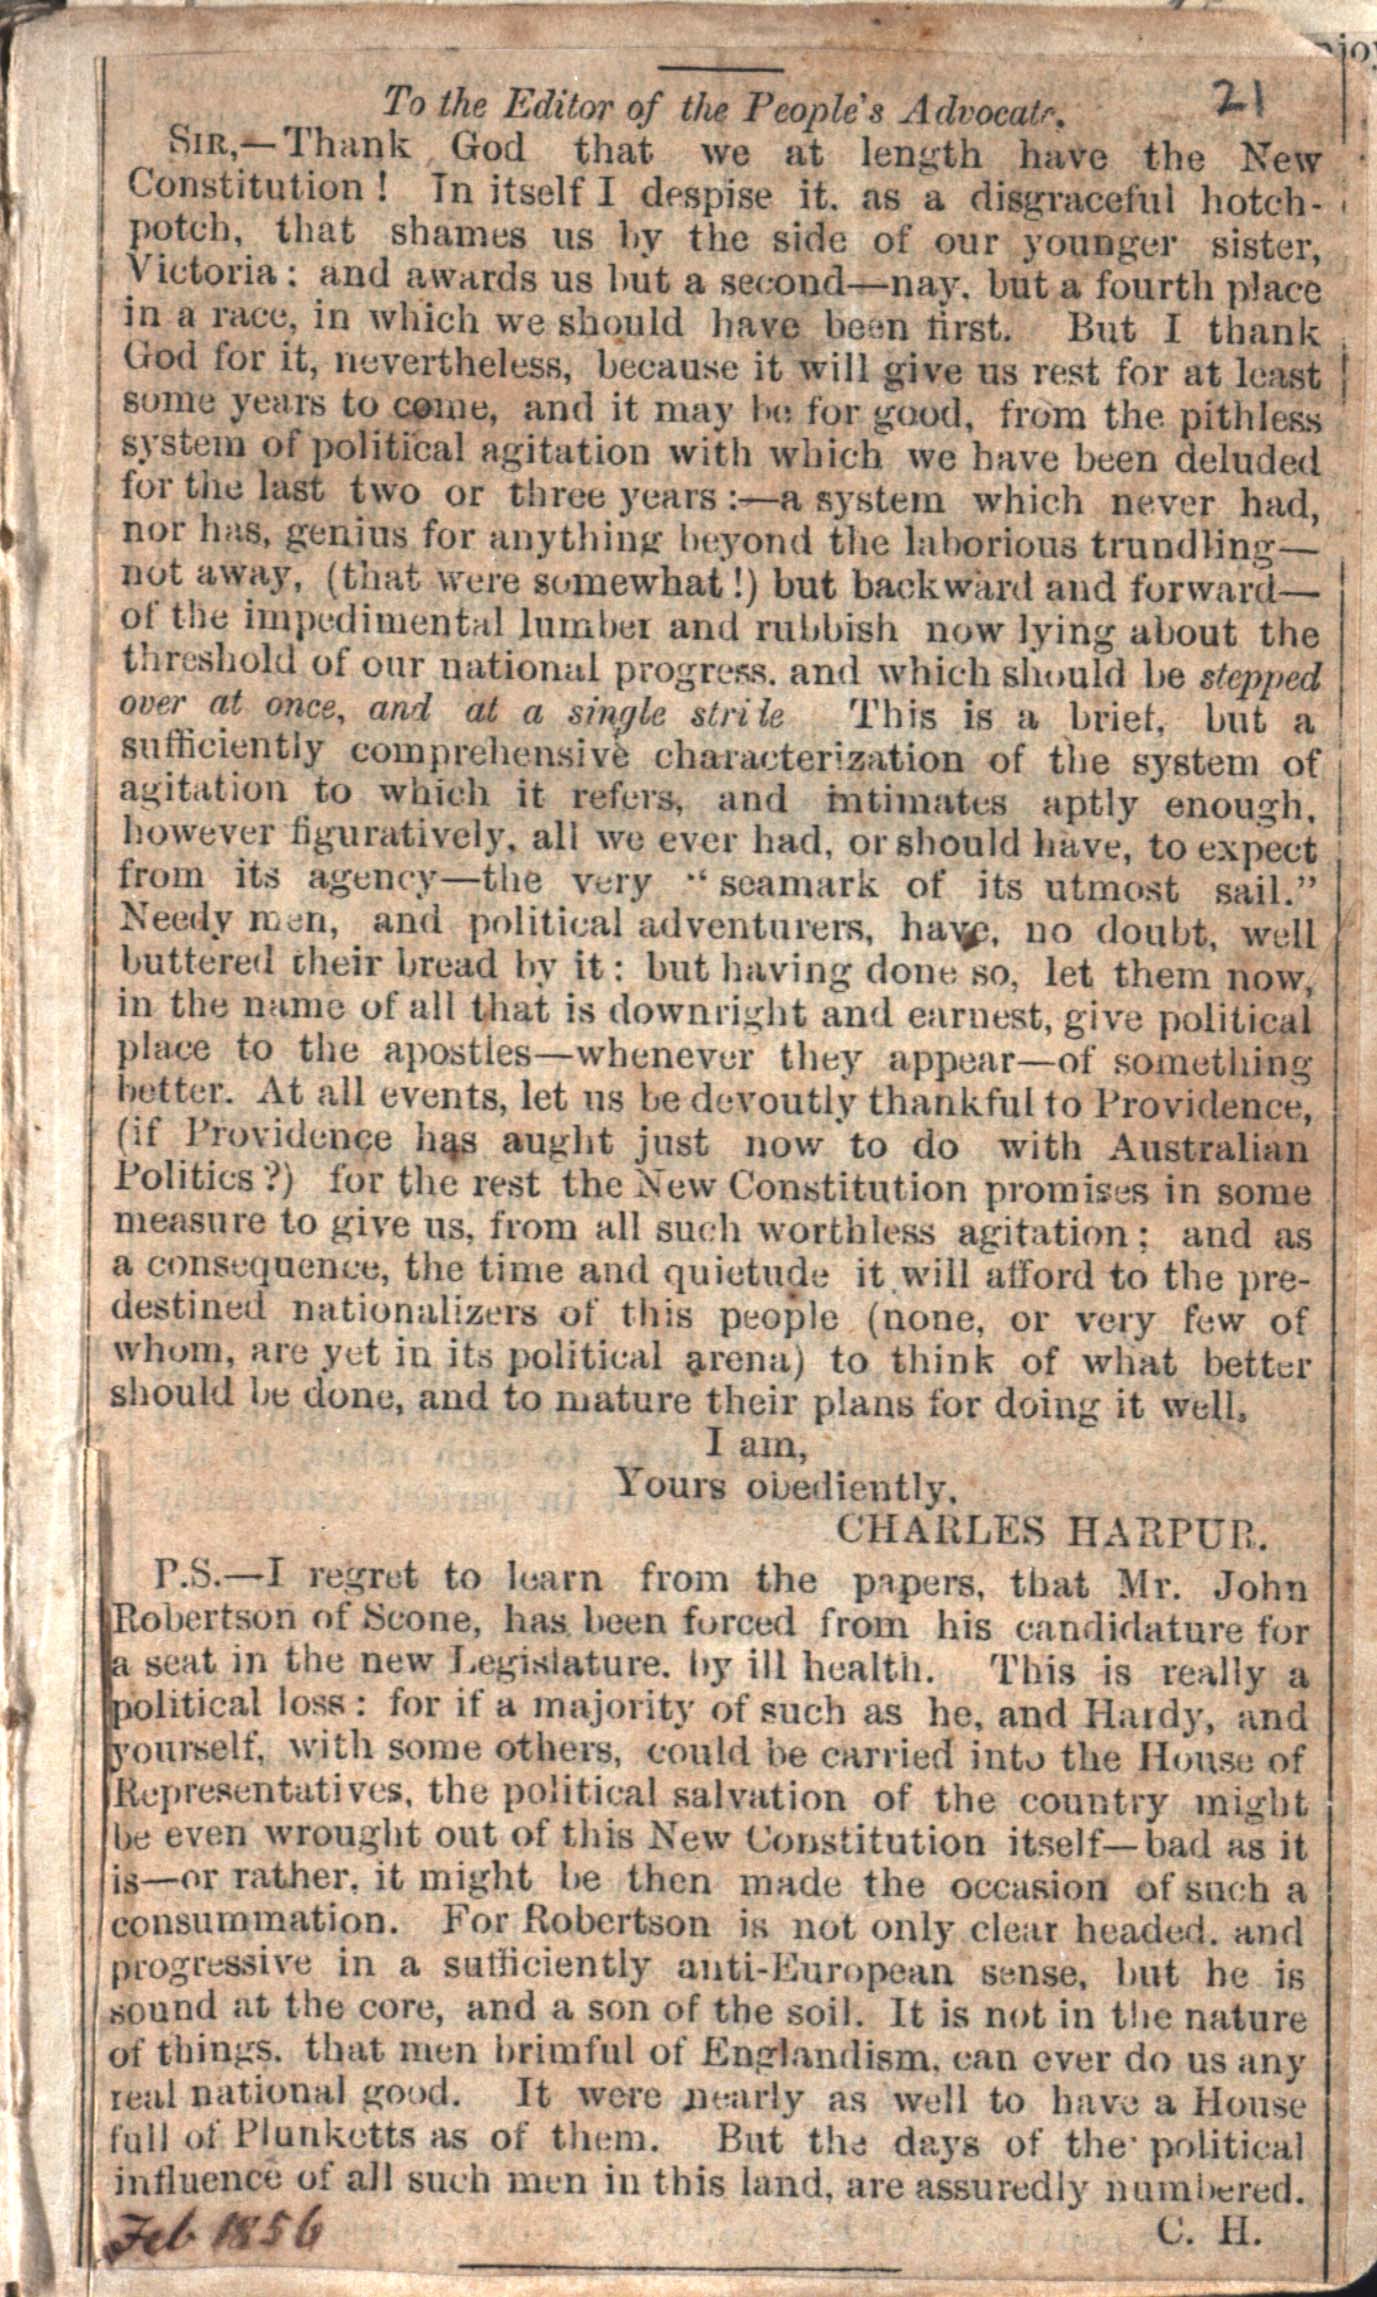 joy
To the Editor of the People's Advocate.
21
SIR,—Thank God that we at length have the New
Constitution! In itself I despise it. as a disgraceful hotch-
potch, that shames us by the side of our younger sister,
Victoria: and awards us but a second—nay, but a fourth place
in a race, in which we should have been first. But I thank
God for it, nevertheless, because it will give us rest for at least
some years to come, and it may be for good, from the pithless
system of political agitation with which we have been deluded
for the last two or three years:—a system which never had,
nor has, genius for anything beyond the laborious trundling—
not away, (that were somewhat!) but backward and forward—
of the impedimental lumber and rubbish now lying about the
threshold of our national progress. and which should be stepped
over at once, and at a single stride This is a brief, but a
sufficiently comprehensive characterization of the system of
agitation to which it refers, and intimates aptly enough,
however figuratively, all we ever had, or should have, to expect
from its agency—the very "seamark of its utmost sail."
Needy men, and political adventurers, have, no doubt, well
buttered their bread by it: but having done so, let them now,
in the name of all that is downright and earnest, give political
place to the apostles—whenever they appear—of something
better. At all events, let us be devoutly thankful to Providence,
(if Providence has aught just now to do with Australian
Politics?) for the rest the New Constitution promises in some
measure to give us, from all such worthless agitation; and as
a consequence, the time and quietude it will afford to the pre-
destined nationalizers of this people (none, or very few of
whom, are yet in its political arena) to think of what better
should be done, and to mature their plans for doing it well.
I am,
Yours obediently,
CHARLES HARPUR.
P.S.—I regret to learn from the papers, that Mr. John
Robertson of Scone, has been forced from his candidature for
a seat in the new Legislature. by ill health. This is really a
political loss: for if a majority of such as he, and Hardy, and
yourself, with some others, could be carried into the House of
Representatives, the political salvation of the country might
be even wrought out of this New Constitution itself—bad as it
is—or rather, it might be then made the occasion of such a
consummation. For Robertson is not only clear headed. and
progressive in a sufficiently anti-European sense, but he is
sound at the core, and a son of the soil. It is not in the nature
of things. that men brimful of Englandism, can ever do us any
real national good. It were nearly as well to have a House
full of Plunketts as of them. But the days of the political
influence of all such men in this land, are assuredly numbered.
C. H.
Feb 1856